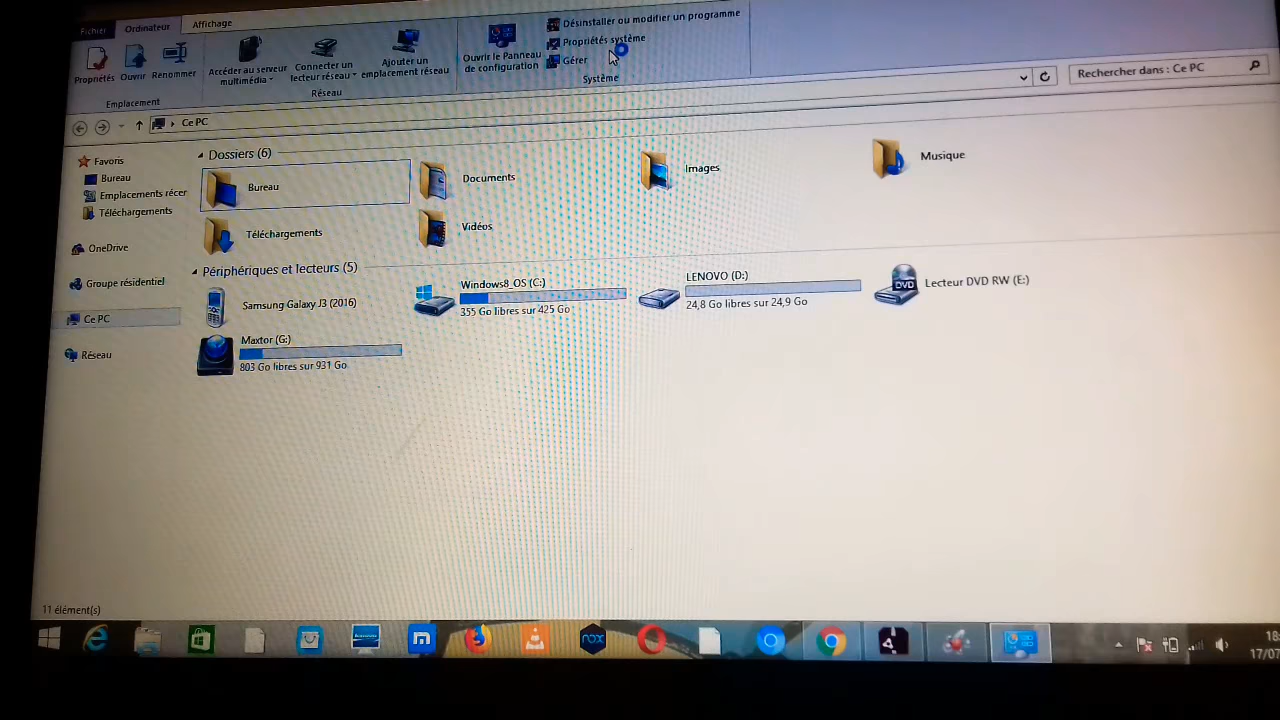 Fichier Ordinateur Affichage
Propriétés Ouvrir Renommer
Emplacement
Accéder au serveur multimédia
Connecter un lecteur réseau
Ajouter un emplacement réseau
Réseau
Ouvrir le Panneau de configuration
Désinstaller ou modifier un programme
Propriétés système
Gérer
Système
Ce PC
Rechercher dans : Ce PC
Favoris
Bureau
Emplacements récer
Téléchargements
OneDrive
Groupe résidentiel
Ce PC
Réseau
Dossiers (6)
Bureau
Documents
Images
Musique
Téléchargements
Vidéos
Périphériques et lecteurs (5)
Samsung Galaxy J3 (2016)
Windows8_OS (C:)
355 Go libres sur 425 Go
LENOVO (D:)
24,8 Go libres sur 24,9 Go
DVD
Lecteur DVD RW (E:)
Maxtor (G:)
803 Go libres sur 931 Go
11 élément(s)
nox
18:
17/07